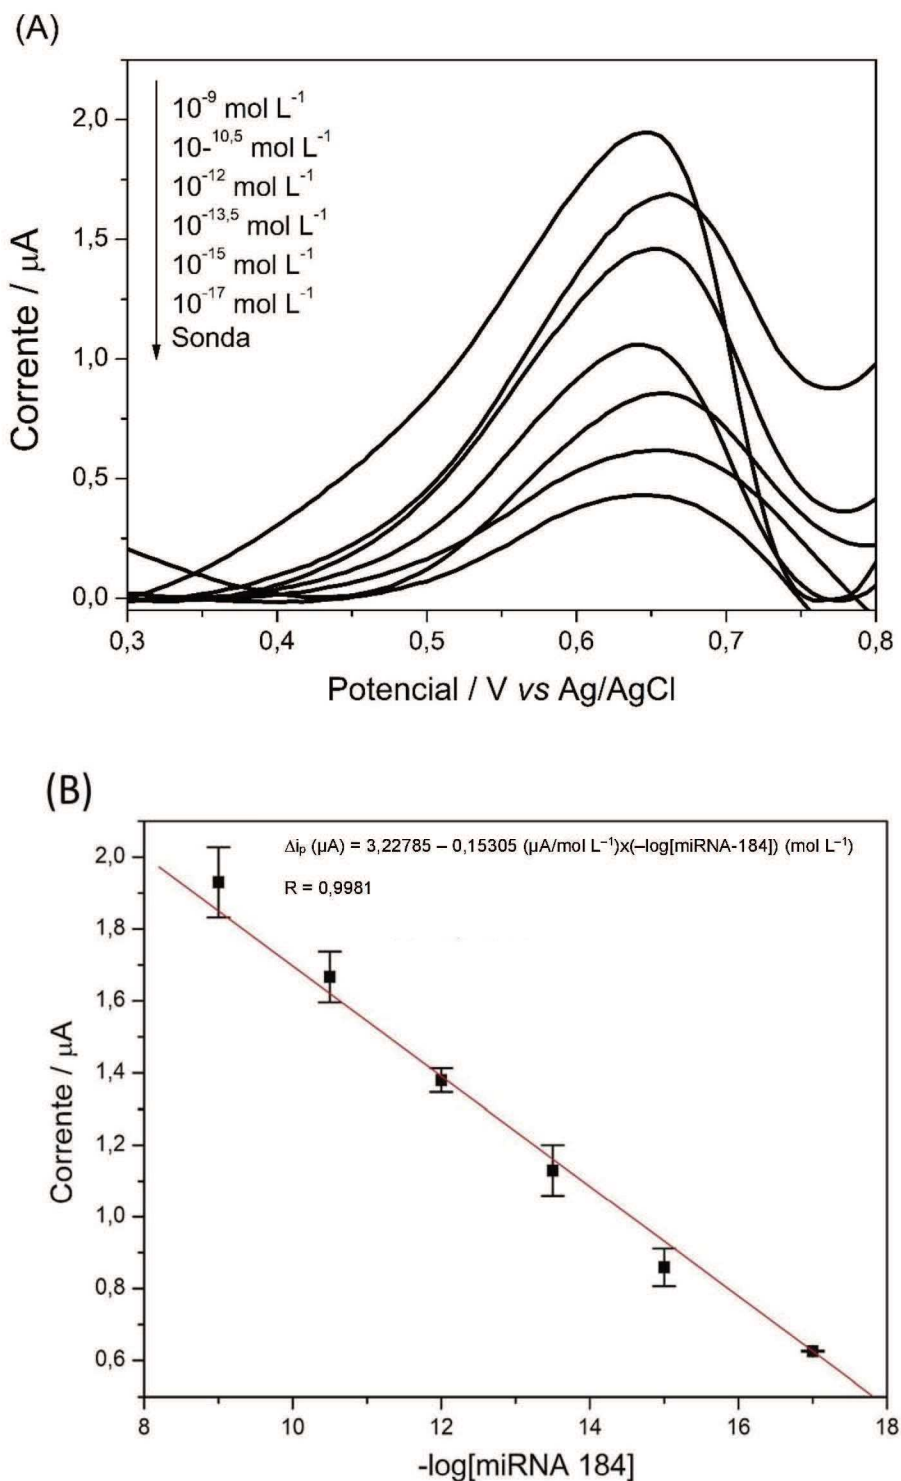 (A)
2,0
1,5
1,0
0,5
0,0
Corrente / μA
10⁻⁹ mol L⁻¹
10-¹⁰,⁵ mol L⁻¹
10⁻¹² mol L⁻¹
10⁻¹³,⁵ mol L⁻¹
10⁻¹⁵ mol L⁻¹
10⁻¹⁷ mol L⁻¹
Sonda
0,3 0,4 0,5 0,6 0,7 0,8
Potencial / V vs Ag/AgCl
(B)
Δiₚ (μA) = 3,22785 – 0,15305 (μA/mol L⁻¹)x(–log[miRNA-184]) (mol L⁻¹)
R = 0,9981
2,0
1,8
1,6
1,4
1,2
1,0
0,8
0,6
Corrente / μA
8 10 12 14 16 18
-log[miRNA 184]